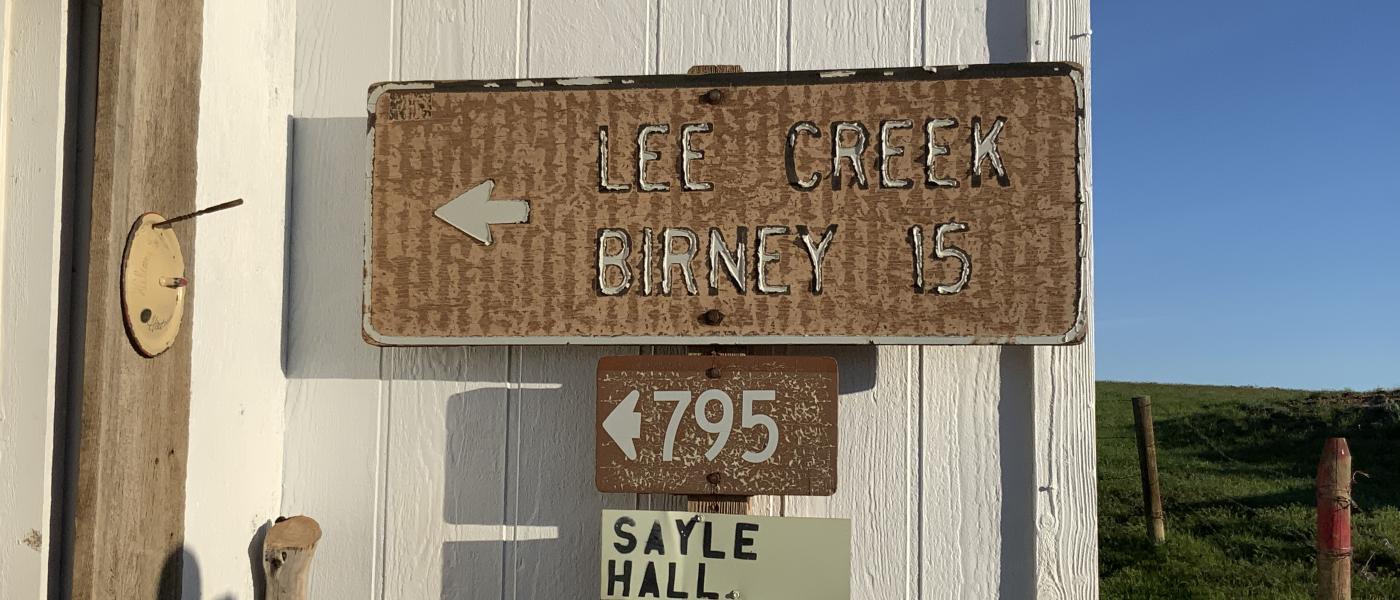 LEE CREEK
BIRNEY 15
795
SAYLE
HALL